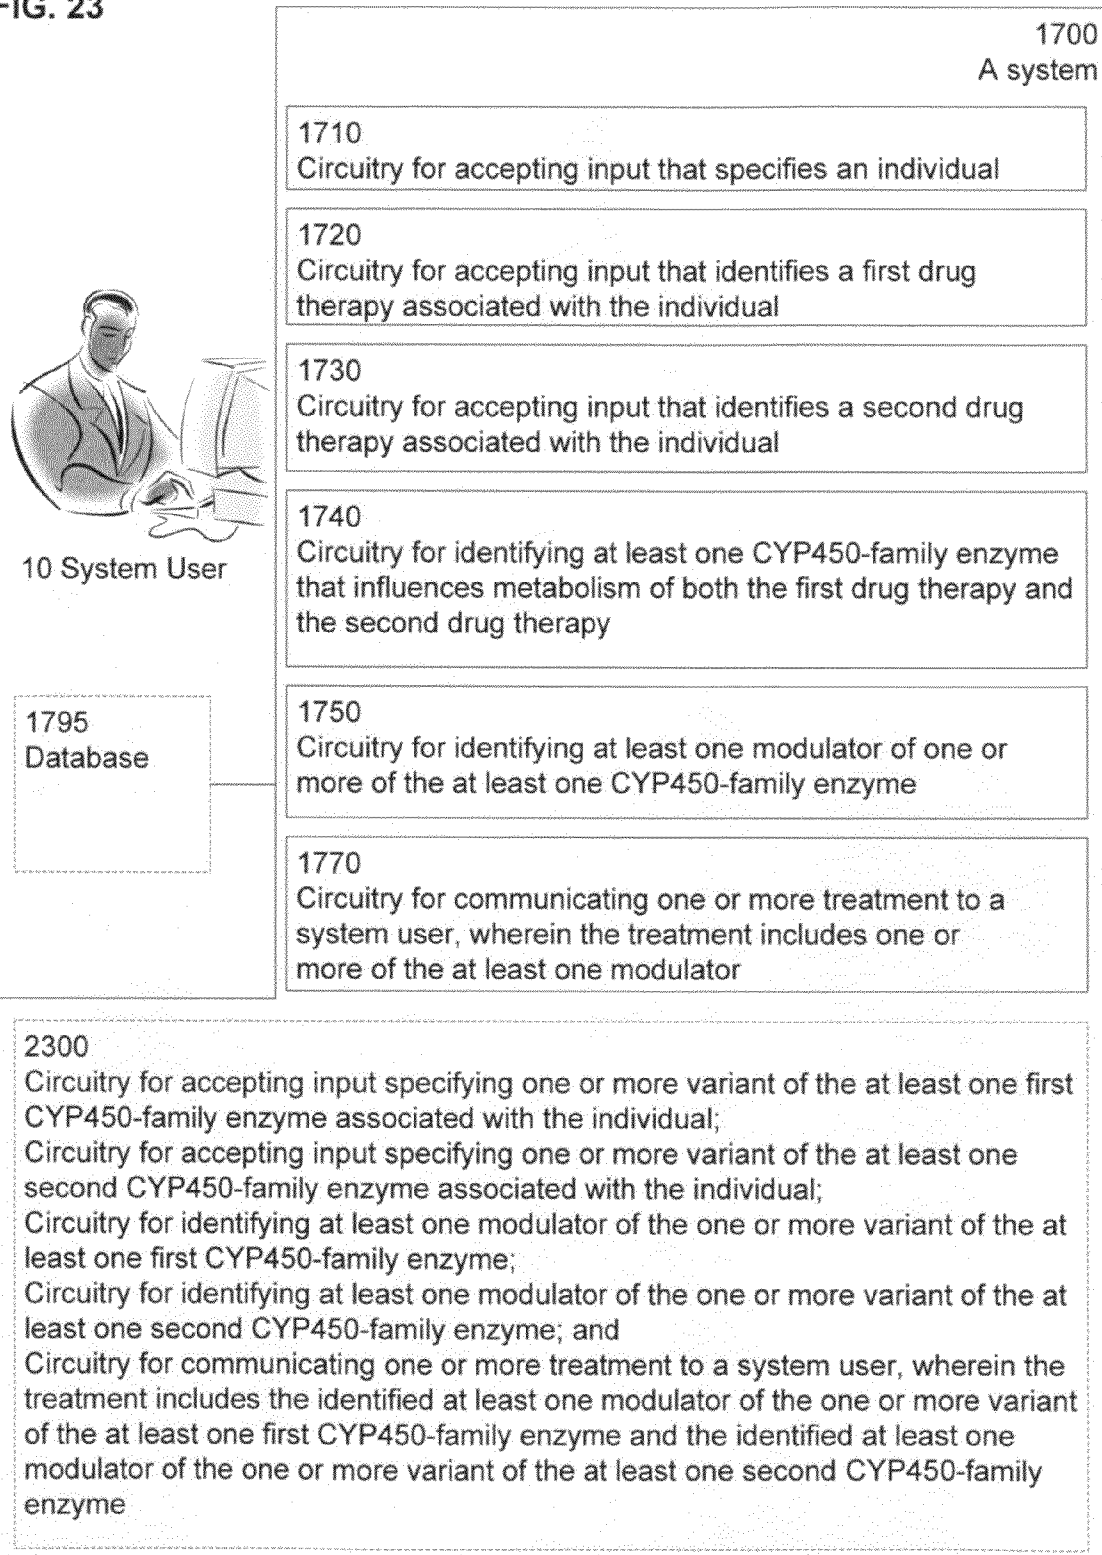 FIG. 23
1700
A system
1710
Circuitry for accepting input that specifies an individual
1720
Circuitry for accepting input that identifies a first drug
therapy associated with the individual
1730
Circuitry for accepting input that identifies a second drug
therapy associated with the individual
10 System User
1740
Circuitry for identifying at least one CYP450-family enzyme
that influences metabolism of both the first drug therapy and
the second drug therapy
1795
Database
1750
Circuitry for identifying at least one modulator of one or
more of the at least one CYP450-family enzyme
1770
Circuitry for communicating one or more treatment to a
system user, wherein the treatment includes one or
more of the at least one modulator
2300
Circuitry for accepting input specifying one or more variant of the at least one first
CYP450-family enzyme associated with the individual;
Circuitry for accepting input specifying one or more variant of the at least one
second CYP450-family enzyme associated with the individual;
Circuitry for identifying at least one modulator of the one or more variant of the at
least one first CYP450-family enzyme;
Circuitry for identifying at least one modulator of the one or more variant of the at
least one second CYP450-family enzyme; and
Circuitry for communicating one or more treatment to a system user, wherein the
treatment includes the identified at least one modulator of the one or more variant
of the at least one first CYP450-family enzyme and the identified at least one
modulator of the one or more variant of the at least one second CYP450-family
enzyme